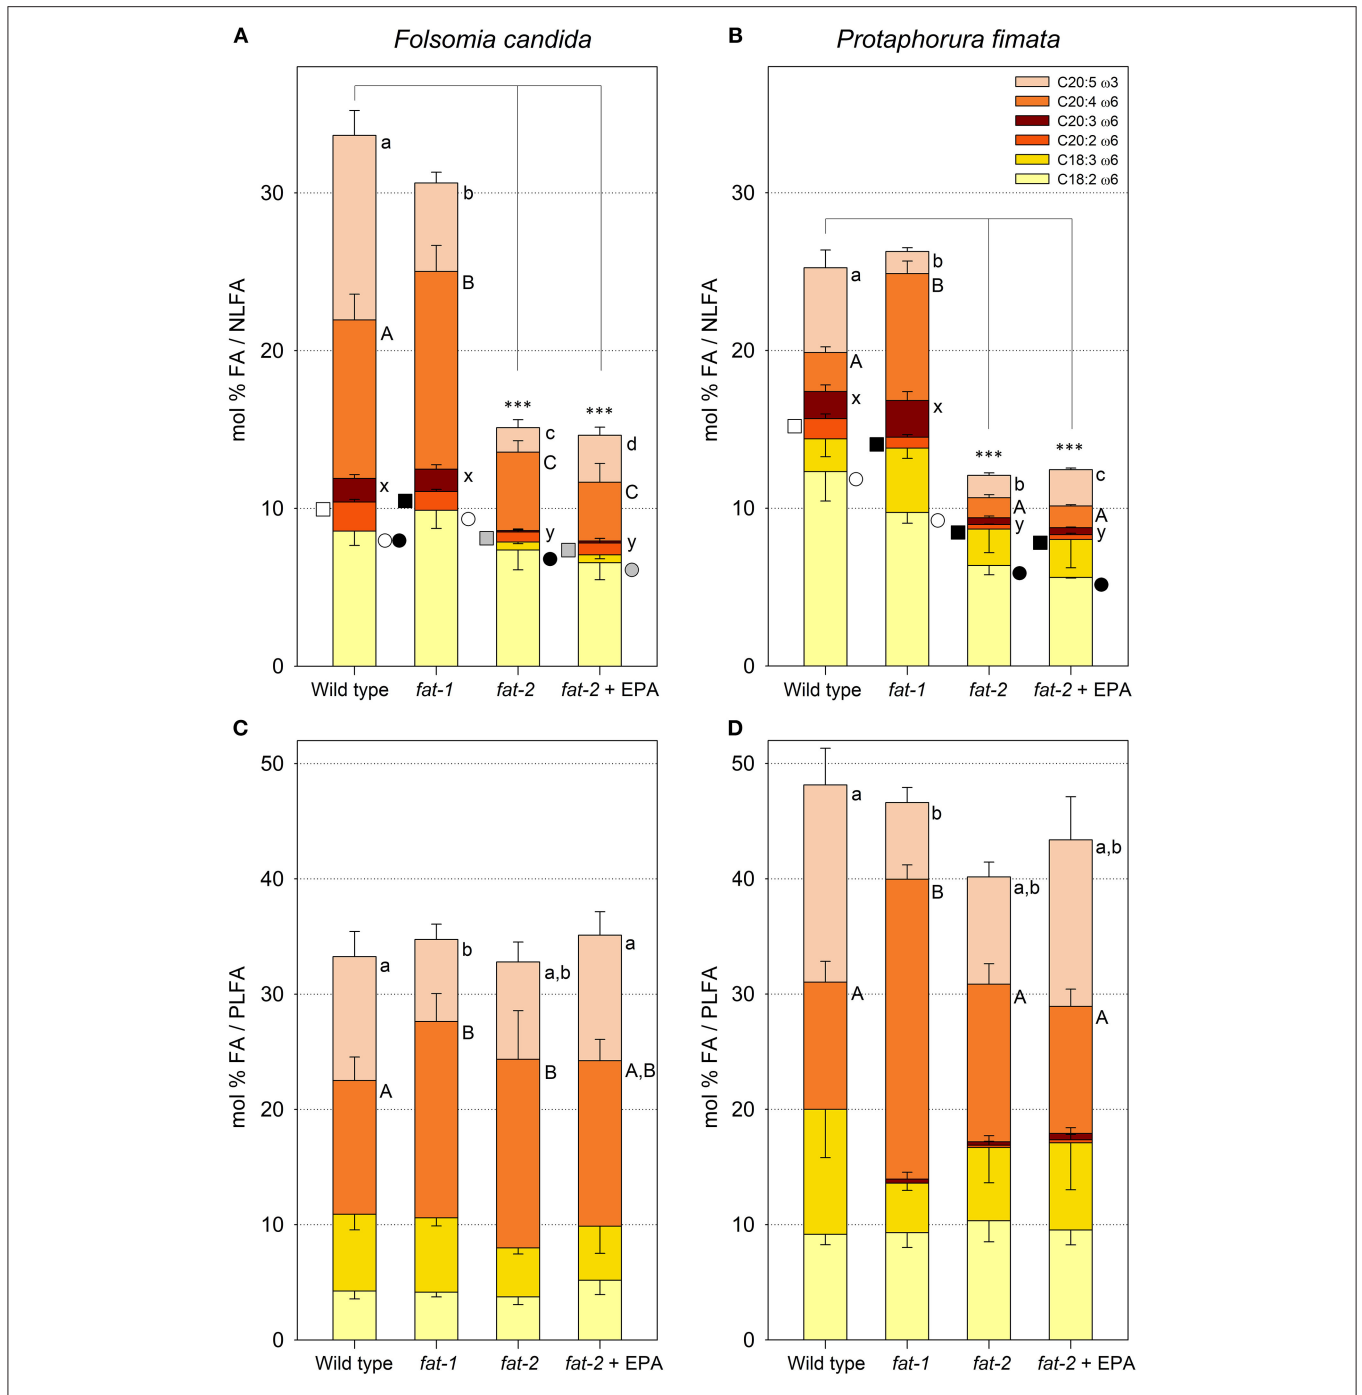 A Folsomia candida
mol % FA / NLFA
30
20
10
0
a
A
x
b
B
x
***
c
C
y
***
d
C
y
Wild type fat-1 fat-2 fat-2 + EPA
B Protaphorura fimata
C20:5 ω3
C20:4 ω6
C20:3 ω6
C20:2 ω6
C18:3 ω6
C18:2 ω6
mol % FA / NLFA
30
20
10
0
a
A
x
b
B
x
***
b
A
y
***
c
A
y
Wild type fat-1 fat-2 fat-2 + EPA
C
mol % FA / PLFA
50
40
30
20
10
0
a
A
b
B
a,b
B
a
A,B
Wild type fat-1 fat-2 fat-2 + EPA
D
mol % FA / PLFA
50
40
30
20
10
0
a
A
b
B
a,b
A
a,b
A
Wild type fat-1 fat-2 fat-2 + EPA